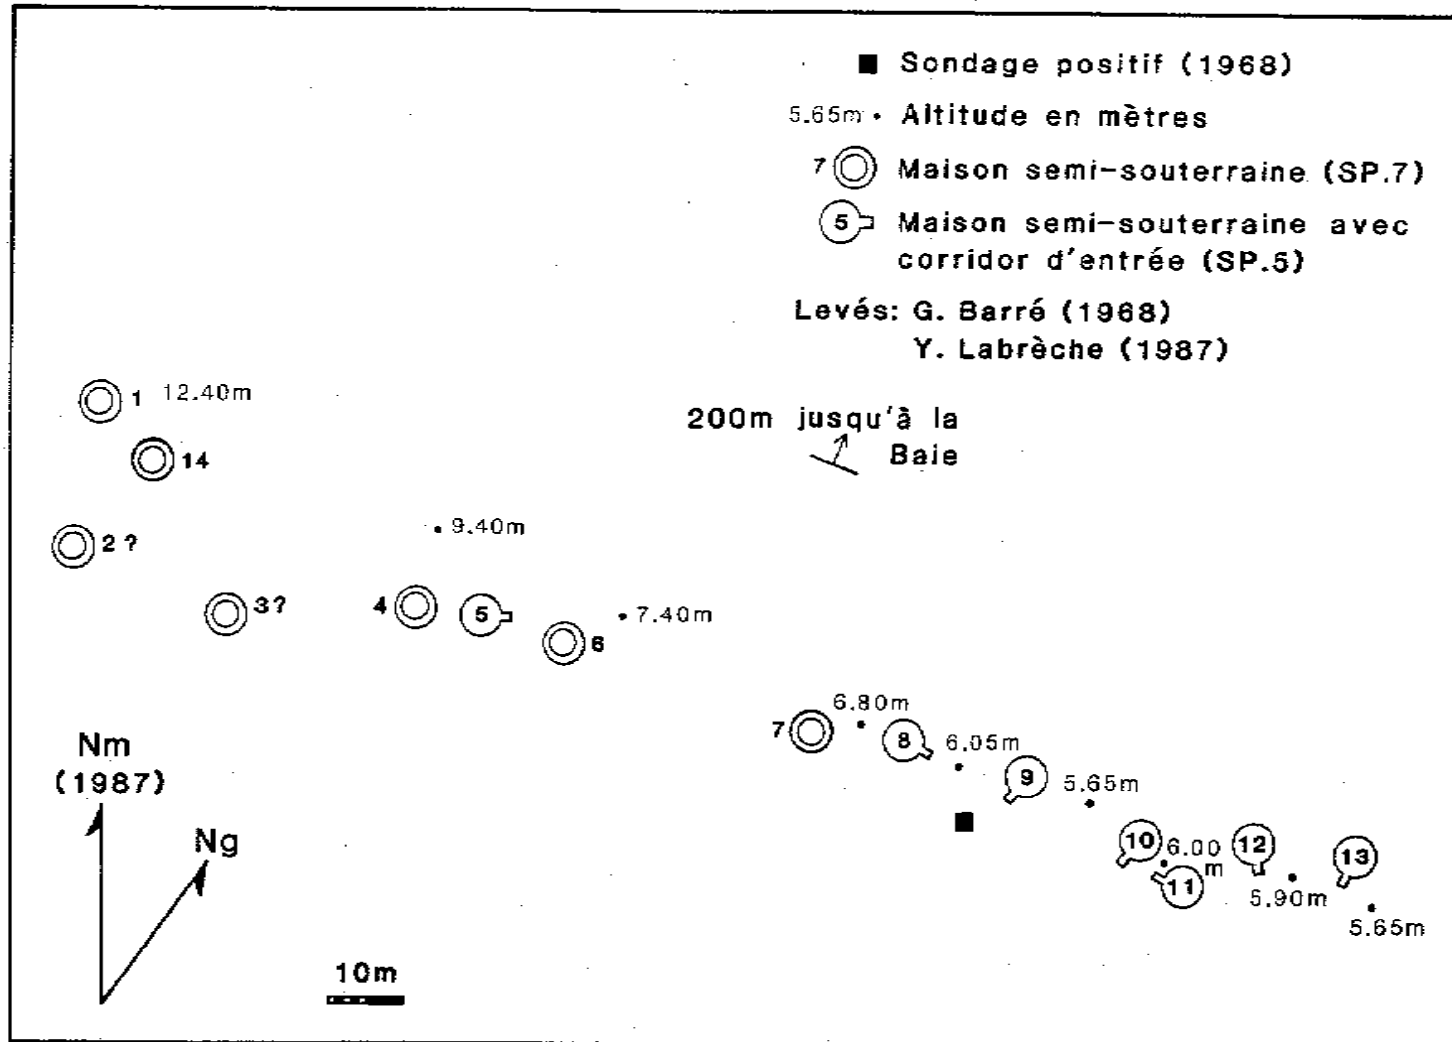 Sondage positif (1968)
5.65m • Altitude en mètres
7 Maison semi-souterraine (SP.7)
5 Maison semi-souterraine avec
corridor d'entrée (SP.5)
Levés: G. Barré (1968)
Y. Labrèche (1987)
1 12.40m
200m jusqu'à la
Baie
14
9.40m
2 ?
3 ?
4
5
6
7.40m
7
6.80m
8
6.05m
9
5.65m
10
6.00
m
11
12
5.90m
13
5.65m
Nm
(1987)
Ng
10m